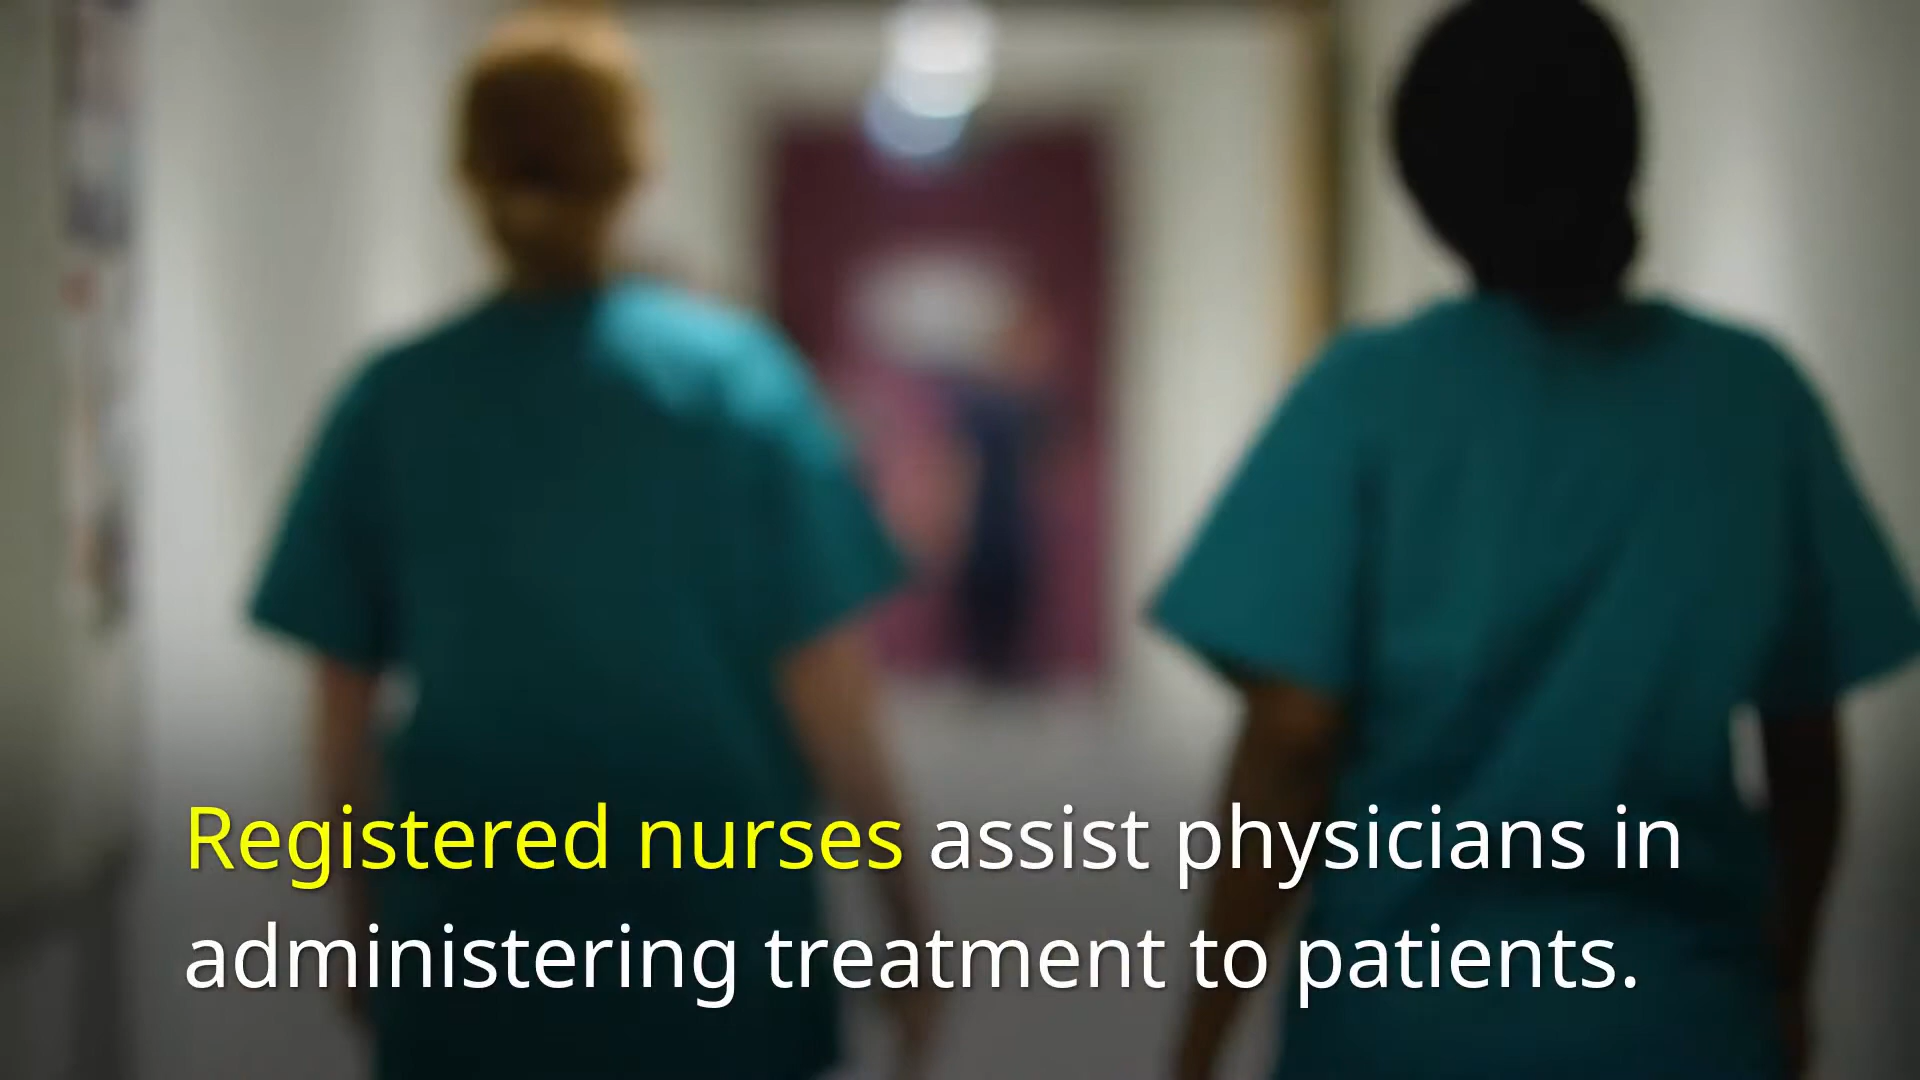 Registered nurses assist physicians in
administering treatment to patients.